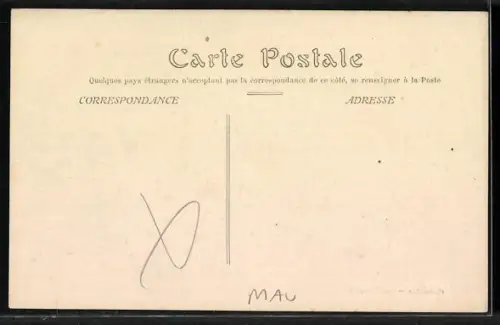 Carte Postale
Quelques pays étrangers n'acceptant pas la correspondance de ce côté, se renseigner à la Poste
CORRESPONDANCE
ADRESSE
MAU